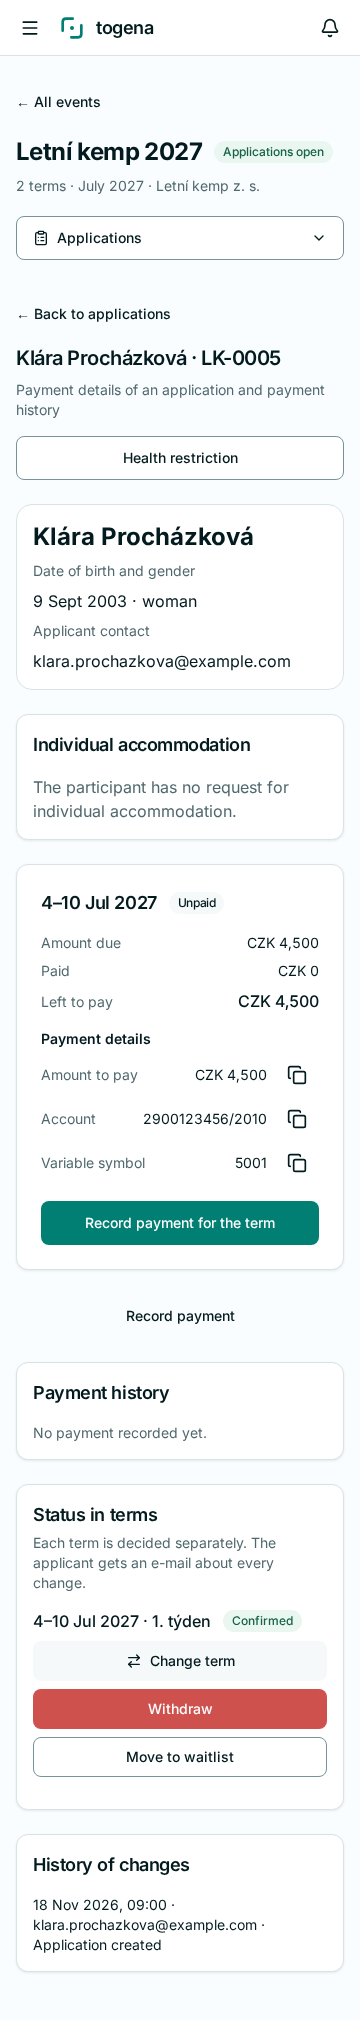 togena
← All events
Letní kemp 2027 Applications open
2 terms · July 2027 · Letní kemp z. s.
Applications
← Back to applications
Klára Procházková · LK-0005
Payment details of an application and payment
history
Health restriction
Klára Procházková
Date of birth and gender
9 Sept 2003 · woman
Applicant contact
klara.prochazkova@example.com
Individual accommodation
The participant has no request for
individual accommodation.
4–10 Jul 2027 Unpaid
Amount due CZK 4,500
Paid CZK 0
Left to pay CZK 4,500
Payment details
Amount to pay CZK 4,500
Account 2900123456/2010
Variable symbol 5001
Record payment for the term
Record payment
Payment history
No payment recorded yet.
Status in terms
Each term is decided separately. The
applicant gets an e-mail about every
change.
4–10 Jul 2027 · 1. týden Confirmed
Change term
Withdraw
Move to waitlist
History of changes
18 Nov 2026, 09:00 ·
klara.prochazkova@example.com ·
Application created